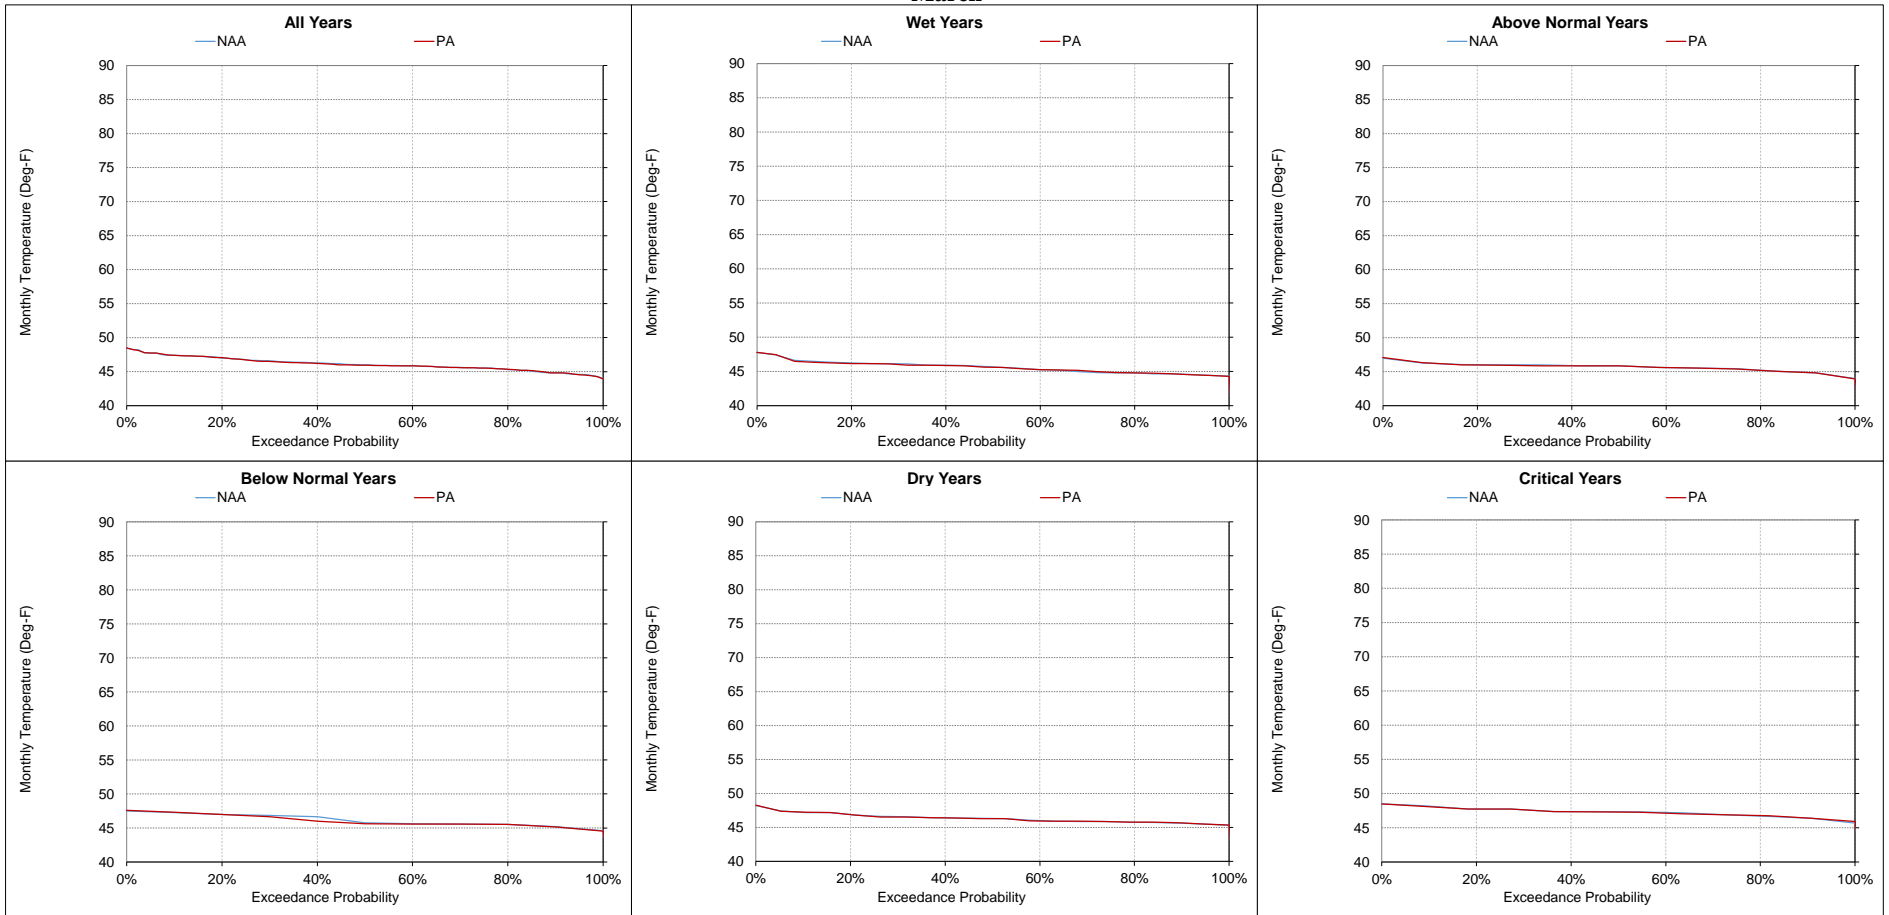 All Years
NAA PA
90
85
80
75
70
65
60
55
50
45
40
Monthly Temperature (Deg-F)
0% 20% 40% 60% 80% 100%
Exceedance Probability
Wet Years
NAA PA
90
85
80
75
70
65
60
55
50
45
40
Monthly Temperature (Deg-F)
0% 20% 40% 60% 80% 100%
Exceedance Probability
Above Normal Years
NAA PA
90
85
80
75
70
65
60
55
50
45
40
Monthly Temperature (Deg-F)
0% 20% 40% 60% 80% 100%
Exceedance Probability
Below Normal Years
NAA PA
90
85
80
75
70
65
60
55
50
45
40
Monthly Temperature (Deg-F)
0% 20% 40% 60% 80% 100%
Exceedance Probability
Dry Years
NAA PA
90
85
80
75
70
65
60
55
50
45
40
Monthly Temperature (Deg-F)
0% 20% 40% 60% 80% 100%
Exceedance Probability
Critical Years
NAA PA
90
85
80
75
70
65
60
55
50
45
40
Monthly Temperature (Deg-F)
0% 20% 40% 60% 80% 100%
Exceedance Probability